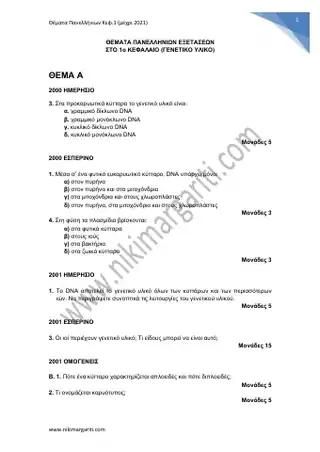 Θέματα Πανελλήνιων Κεφ.1 (μέχρι 2021)
1
ΘΕΜΑΤΑ ΠΑΝΕΛΛΗΝΙΩΝ ΕΞΕΤΑΣΕΩΝ
ΣΤΟ 1ο ΚΕΦΑΛΑΙΟ (ΓΕΝΕΤΙΚΟ ΥΛΙΚΟ)
ΘΕΜΑ Α
2000 ΗΜΕΡΗΣΙΟ
3. Στα προκαρυωτικά κύτταρα το γενετικό υλικό είναι:
α. γραμμικό δίκλωνο DNA
β. γραμμικό μονόκλωνο DNA
γ. κυκλικό δίκλωνο DNA
δ. κυκλικό μονόκλωνο DNA.
Μονάδες 5
2000 ΕΣΠΕΡΙΝΟ
1. Μέσα σ' ένα φυτικό ευκαρυωτικό κύτταρο, DNA υπάρχει μόνο:
α) στον πυρήνα
β) στον πυρήνα και στα μιτοχόνδρια
γ) στα μιτοχόνδρια και στους χλωροπλάστες
δ) στον πυρήνα, στα μιτοχόνδρια και στους χλωροπλάστες
Μονάδες 3
4. Στη φύση τα πλασμίδια βρίσκονται:
α) στα φυτικά κύτταρα
β) στους ιούς
γ) στα βακτήρια
δ) στα ζωικά κύτταρα
Μονάδες 3
2001 ΗΜΕΡΗΣΙΟ
1. Το DNA αποτελεί το γενετικό υλικό όλων των κυττάρων και των περισσότερων
ιών. Να περιγράψετε συνοπτικά τις λειτουργίες του γενετικού υλικού.
Μονάδες 5
2001 ΕΣΠΕΡΙΝΟ
3. Οι ιοί περιέχουν γενετικό υλικό; Τι είδους μπορεί να είναι αυτό;
Μονάδες 15
2001 ΟΜΟΓΕΝΕΙΣ
Β. 1. Πότε ένα κύτταρο χαρακτηρίζεται απλοειδές και πότε διπλοειδές;
Μονάδες 5
2. Τι ονομάζεται καρυότυπος;
Μονάδες 5
www.nikimarganti.com
www.nikimarganti.com